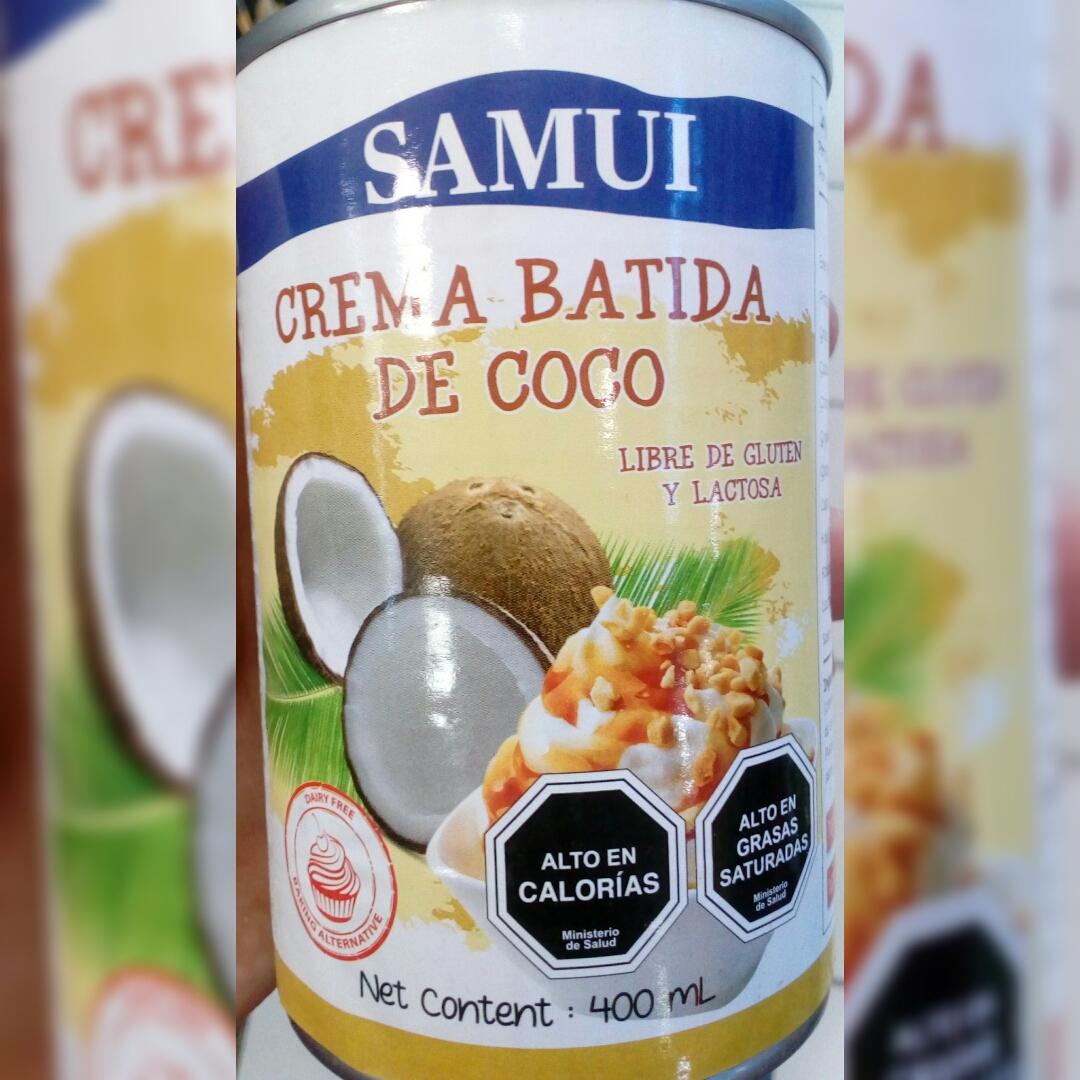 SAMUI
CREMA BATIDA
DE COCO
LIBRE DE GLUTEN
Y LACTOSA
DAIRY FREE
BAKING ALTERNATIVE
ALTO EN
CALORÍAS
Ministerio
de Salud
ALTO EN
GRASAS
SATURADAS
Ministerio
de Salud
Net Content : 400 mL